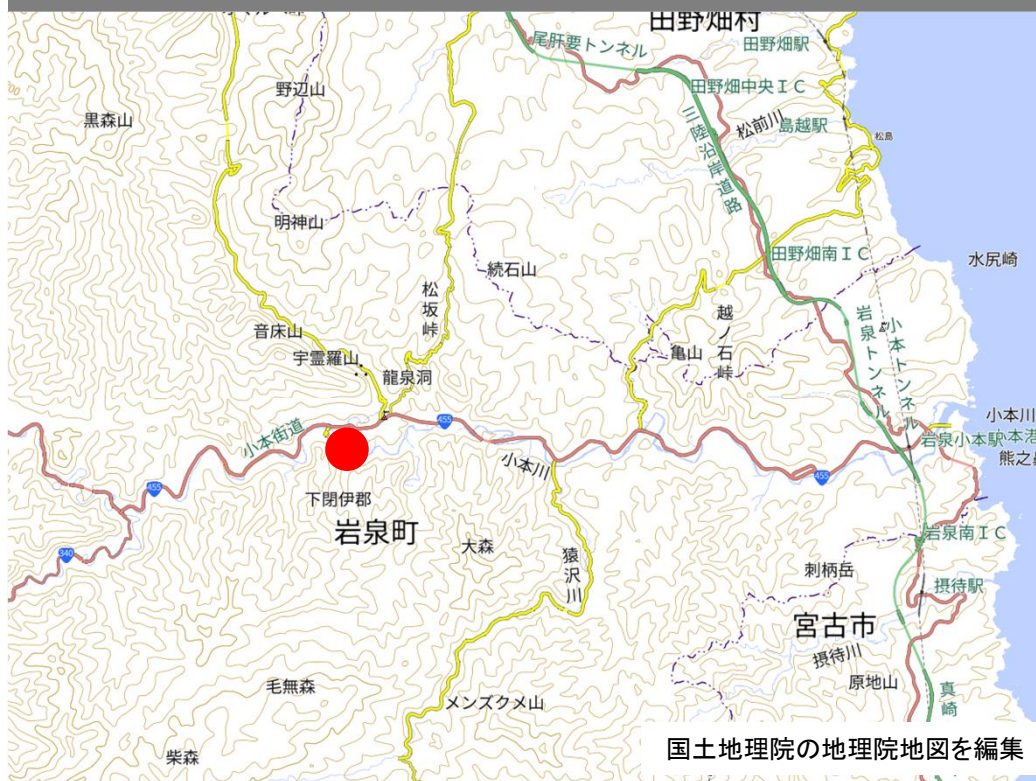 田野畑村
尾肝要トンネル
田野畑駅
野辺山
田野畑中央IC
黒森山
松前川
島越駅
松島
三陸沿岸道路
明神山
田野畑南IC
水尻崎
続石山
松坂峠
越ノ石峠
岩泉トンネル
小本トンネル
音床山
宇霊羅山
亀山
龍泉洞
小本川
小本街道
455
岩泉小本駅
小本港
熊之鼻
小本川
455
455
下閉伊郡
岩泉町
大森
猿沢川
340
岩泉南IC
刺柄岳
摂待駅
宮古市
摂待川
毛無森
原地山
真崎
メンズクメ山
柴森
国土地理院の地理院地図を編集